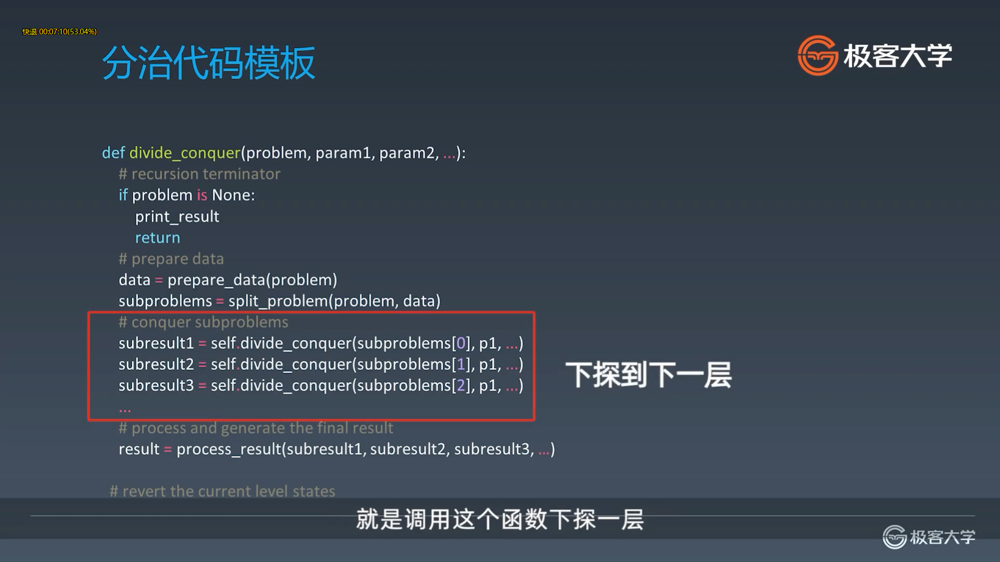 快退 00:07:10(53.04%)
分治代码模板
极客大学
def divide_conquer(problem, param1, param2, ...):
# recursion terminator
if problem is None:
print_result
return
# prepare data
data = prepare_data(problem)
subproblems = split_problem(problem, data)
# conquer subproblems
subresult1 = self.divide_conquer(subproblems[0], p1, ...)
subresult2 = self.divide_conquer(subproblems[1], p1, ...)
subresult3 = self.divide_conquer(subproblems[2], p1, ...)
...
下探到下一层
# process and generate the final result
result = process_result(subresult1, subresult2, subresult3, ...)
# revert the current level states
就是调用这个函数下探一层
极客大学